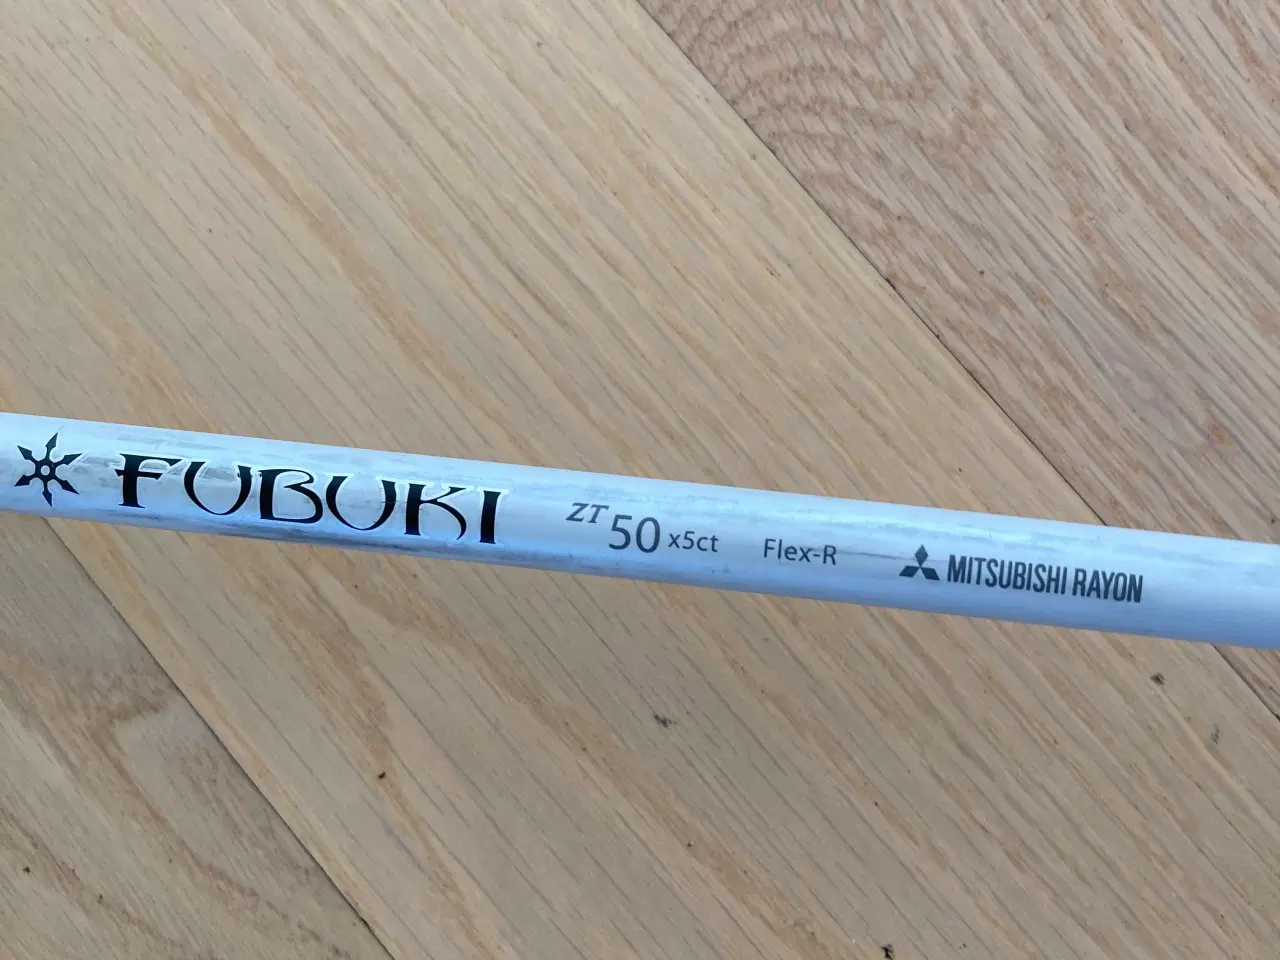 FUBUKI ZT 50 x5ct Flex-R MITSUBISHI RAYON